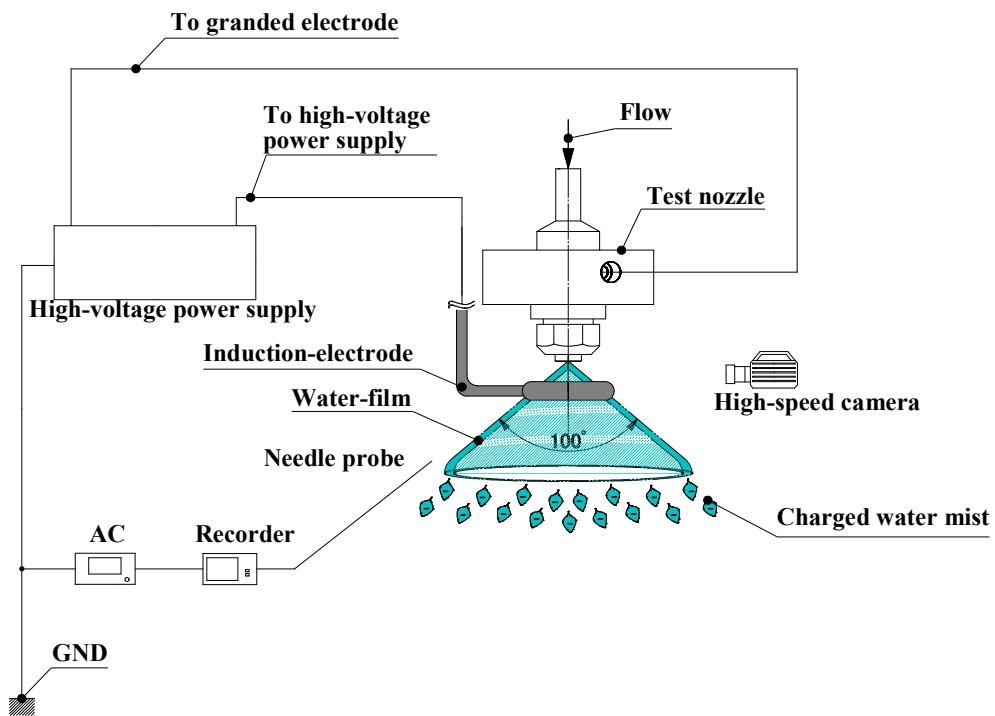 To granded electrode
To high-voltage
power supply
Flow
Test nozzle
High-voltage power supply
Induction-electrode
Water-film
High-speed camera
100°
Needle probe
Charged water mist
AC
Recorder
GND